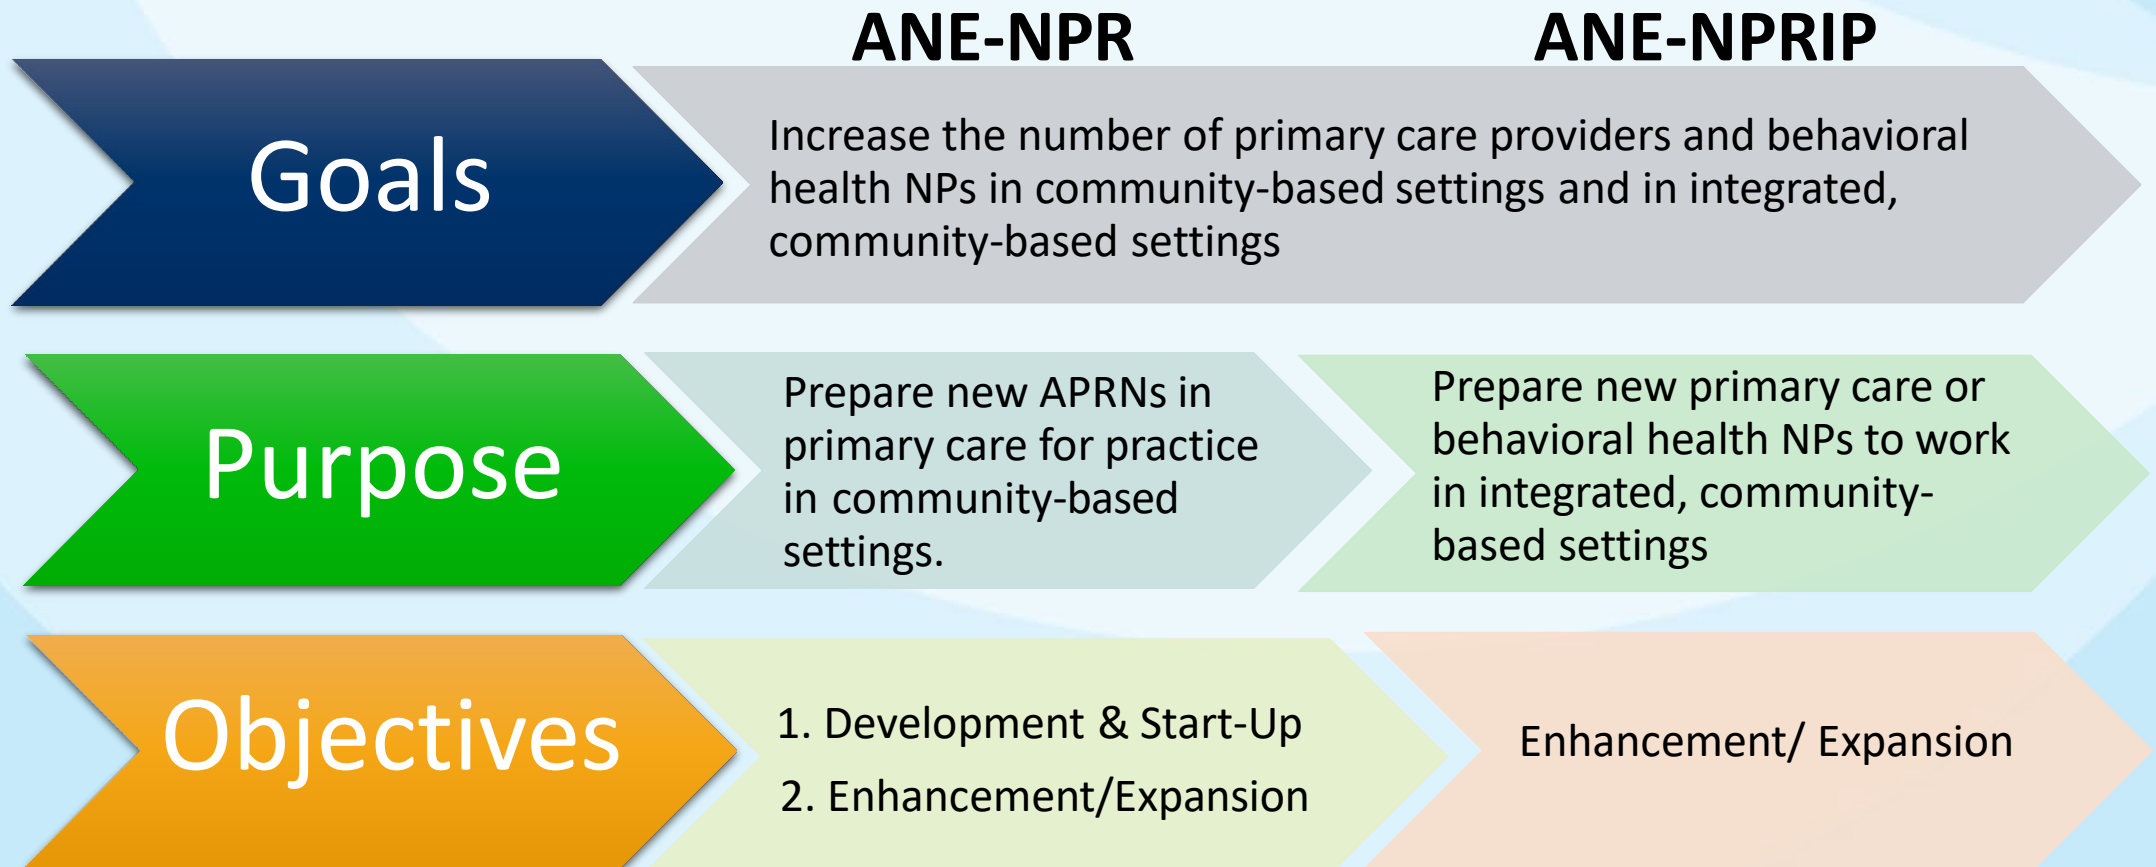 ANE-NPR
ANE-NPRIP
Goals
Increase the number of primary care providers and behavioral
health NPs in community-based settings and in integrated,
community-based settings
Purpose
Prepare new APRNs in
primary care for practice
in community-based
settings.
Prepare new primary care or
behavioral health NPs to work
in integrated, community-
based settings
Objectives
1. Development & Start-Up
2. Enhancement/Expansion
Enhancement/ Expansion